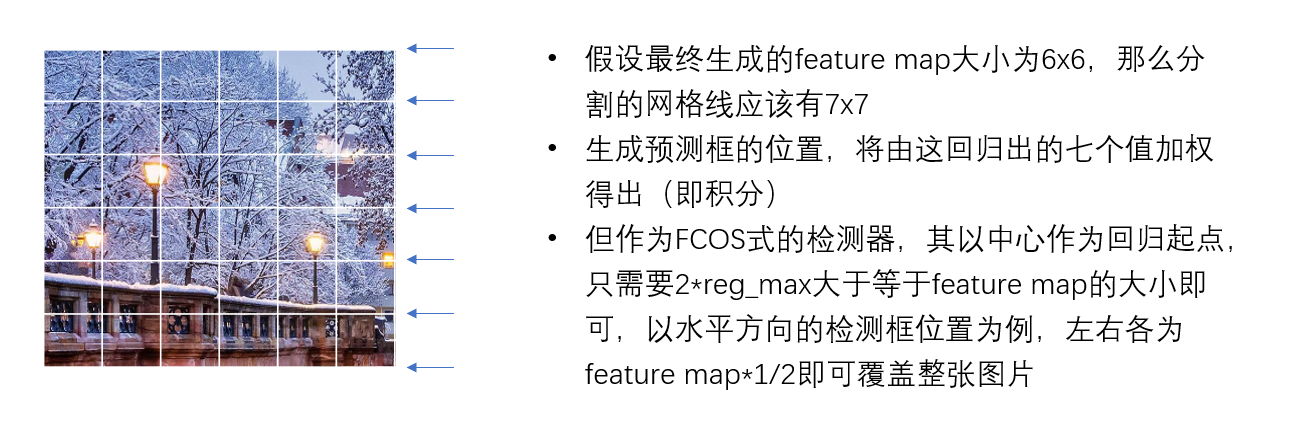 • 假设最终生成的feature map大小为6x6，那么分
割的网格线应该有7x7
• 生成预测框的位置，将由这回归出的七个值加权
得出（即积分）
• 但作为FCOS式的检测器，其以中心作为回归起点，
只需要2*reg_max大于等于feature map的大小即
可，以水平方向的检测框位置为例，左右各为
feature map*1/2即可覆盖整张图片